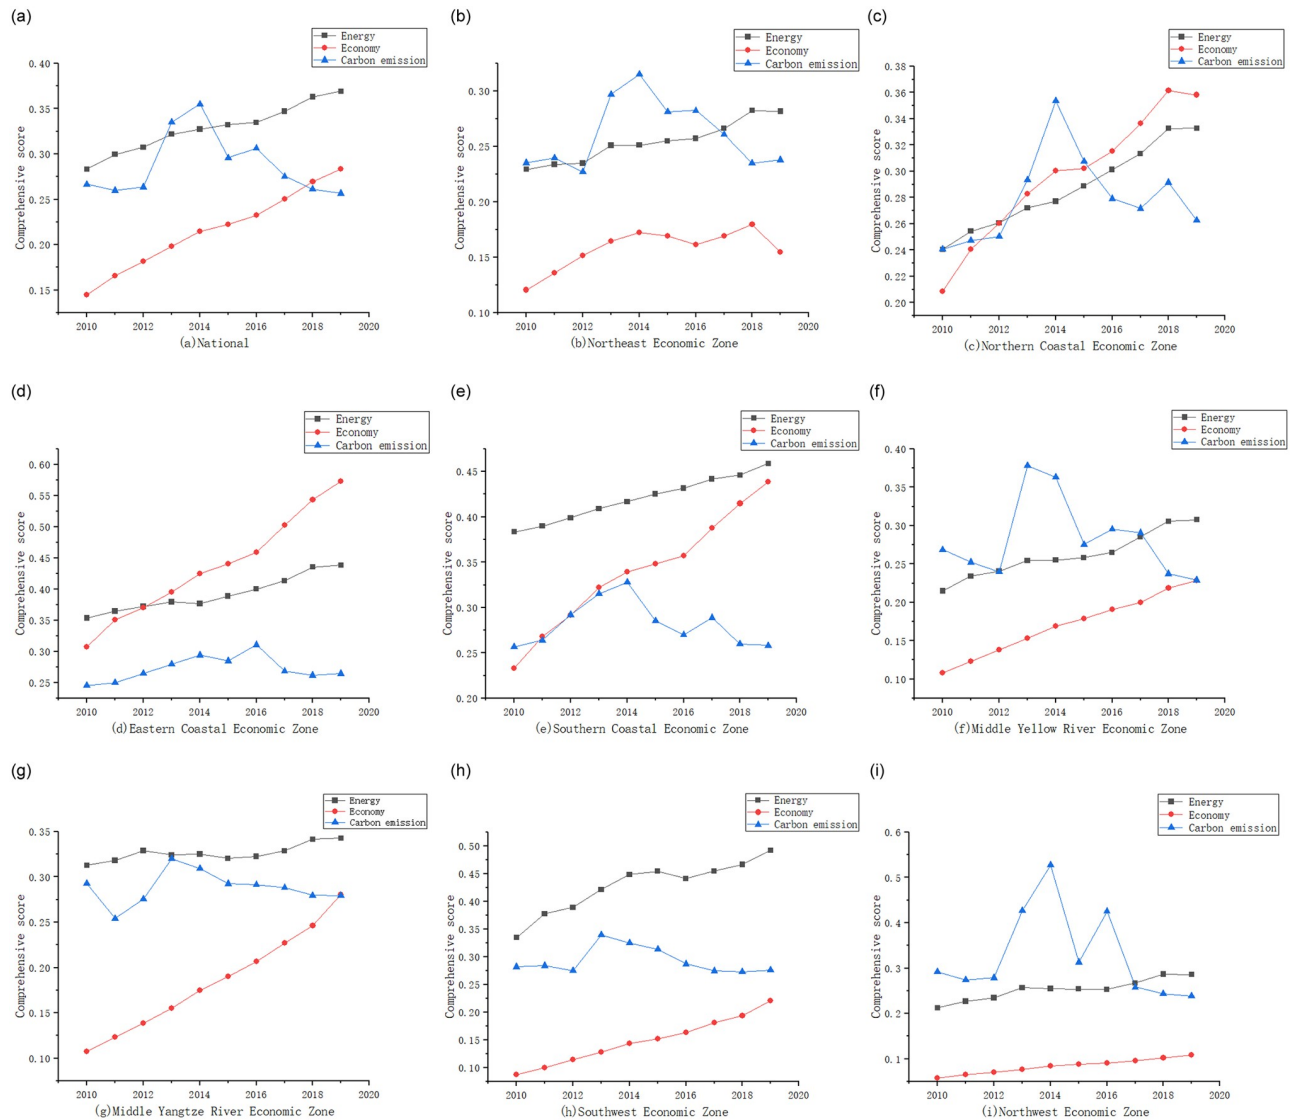 (a)
Energy
Economy
Carbon emission
Comprehensive score
0.40
0.35
0.30
0.25
0.20
0.15
2010 2012 2014 2016 2018 2020
(a)National
(b)
Energy
Economy
Carbon emission
Comprehensive score
0.30
0.25
0.20
0.15
0.10
2010 2012 2014 2016 2018 2020
(b)Northeast Economic Zone
(c)
Energy
Economy
Carbon emission
Comprehensive score
0.38
0.36
0.34
0.32
0.30
0.28
0.26
0.24
0.22
0.20
2010 2012 2014 2016 2018 2020
(c)Northern Coastal Economic Zone
(d)
Energy
Economy
Carbon emission
Comprehensive score
0.60
0.55
0.50
0.45
0.40
0.35
0.30
0.25
2010 2012 2014 2016 2018 2020
(d)Eastern Coastal Economic Zone
(e)
Energy
Economy
Carbon emission
Comprehensive score
0.45
0.40
0.35
0.30
0.25
0.20
2010 2012 2014 2016 2018 2020
(e)Southern Coastal Economic Zone
(f)
Energy
Economy
Carbon emission
Comprehensive score
0.40
0.35
0.30
0.25
0.20
0.15
0.10
2010 2012 2014 2016 2018 2020
(f)Middle Yellow River Economic Zone
(g)
Energy
Economy
Carbon emission
Comprehensive score
0.35
0.30
0.25
0.20
0.15
0.10
2010 2012 2014 2016 2018 2020
(g)Middle Yangtze River Economic Zone
(h)
Energy
Economy
Carbon emission
Comprehensive score
0.50
0.45
0.40
0.35
0.30
0.25
0.20
0.15
0.10
2010 2012 2014 2016 2018 2020
(h)Southwest Economic Zone
(i)
Energy
Economy
Carbon emission
Comprehensive score
0.6
0.5
0.4
0.3
0.2
0.1
2010 2012 2014 2016 2018 2020
(i)Northwest Economic Zone